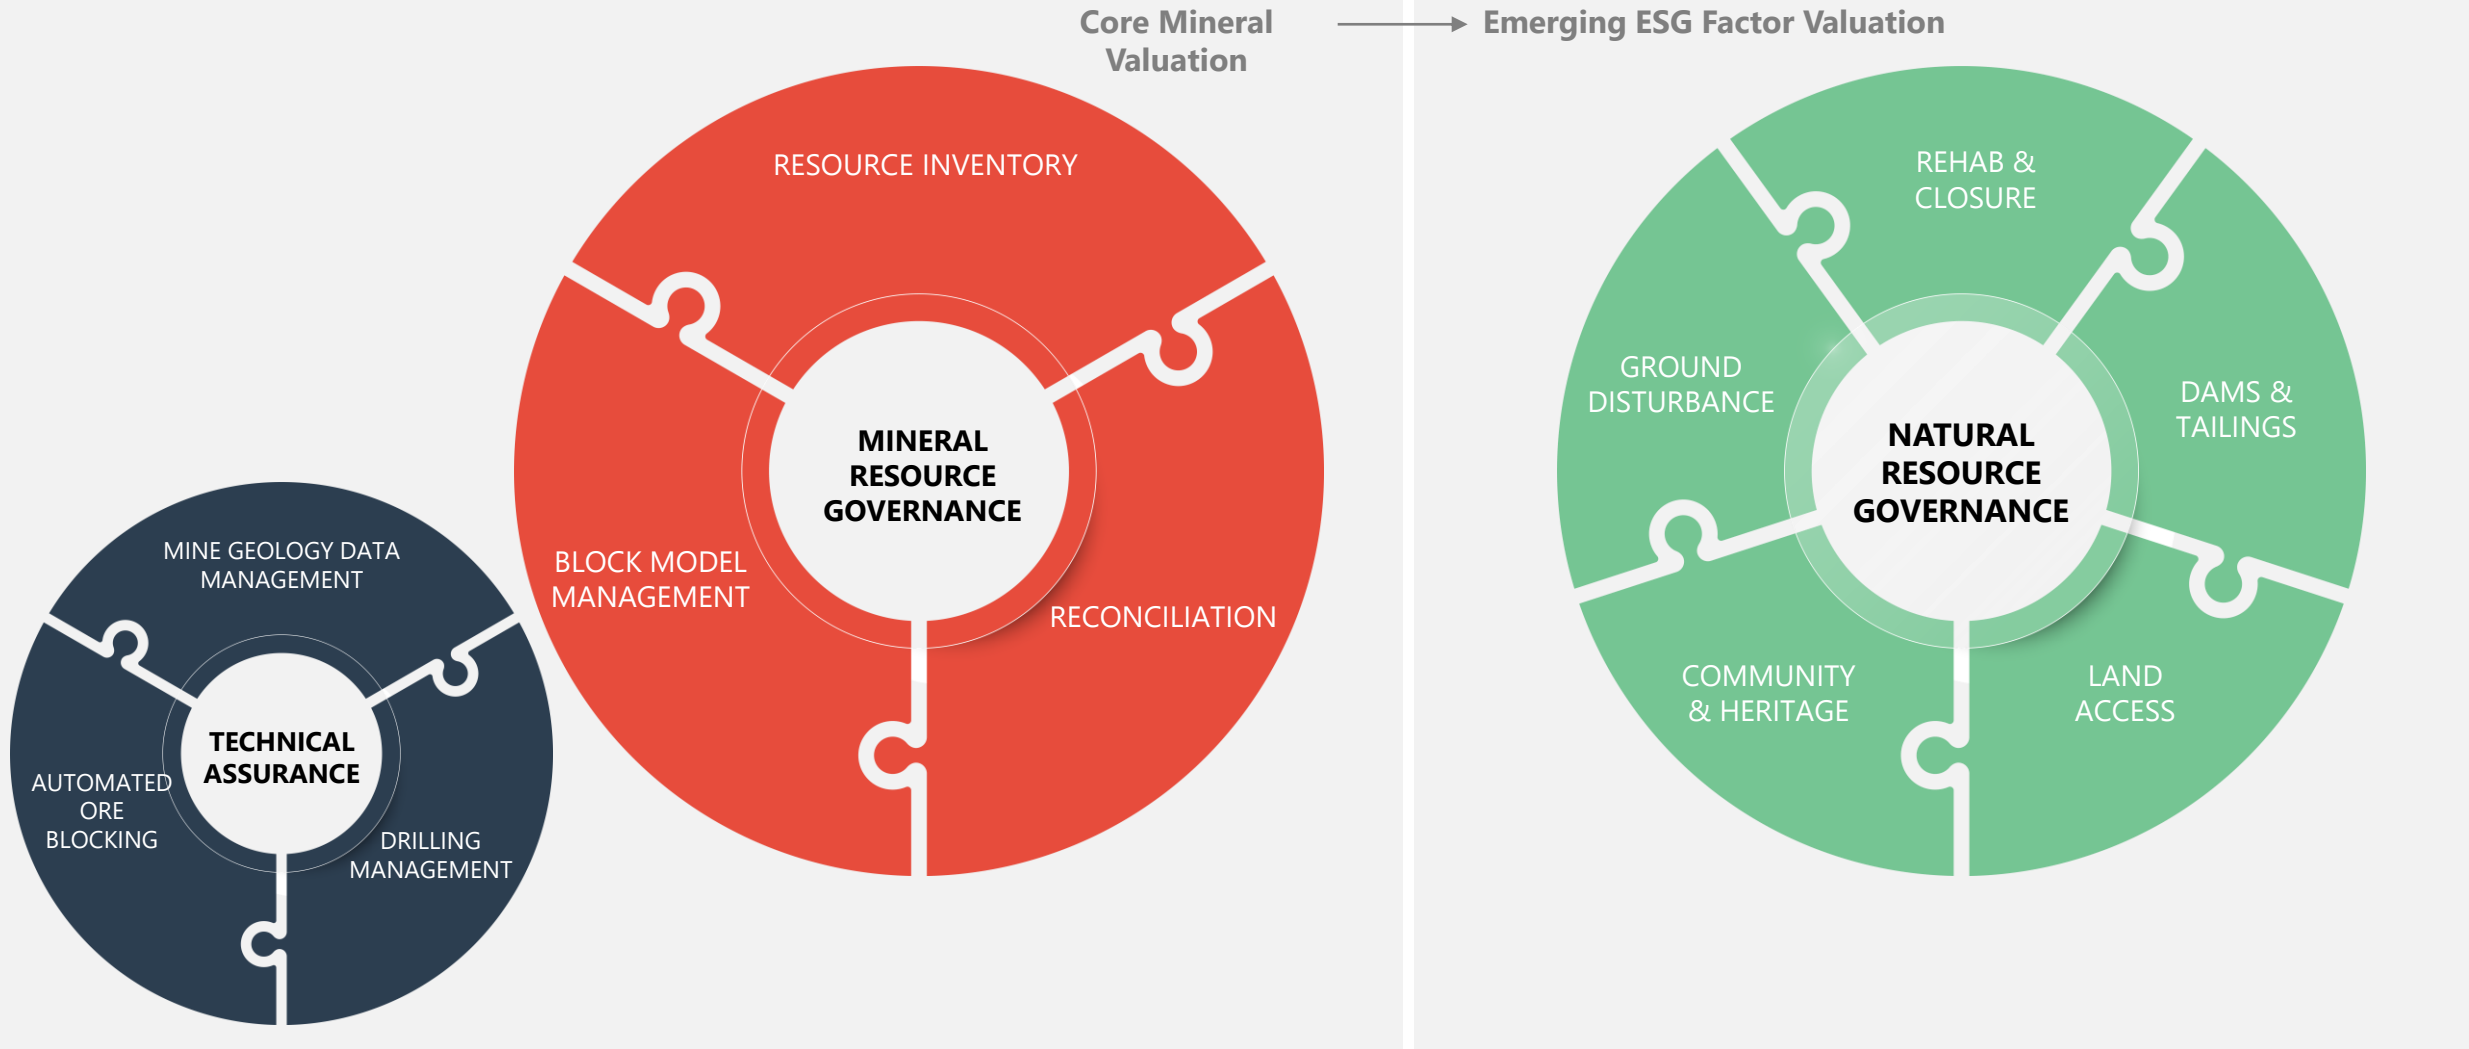 Core Mineral
Valuation
Emerging ESG Factor Valuation
MINE GEOLOGY DATA
MANAGEMENT
TECHNICAL
ASSURANCE
AUTOMATED
ORE
BLOCKING
DRILLING
MANAGEMENT
RESOURCE INVENTORY
MINERAL
RESOURCE
GOVERNANCE
BLOCK MODEL
MANAGEMENT
RECONCILIATION
REHAB &
CLOSURE
GROUND
DISTURBANCE
DAMS &
TAILINGS
NATURAL
RESOURCE
GOVERNANCE
COMMUNITY
& HERITAGE
LAND
ACCESS